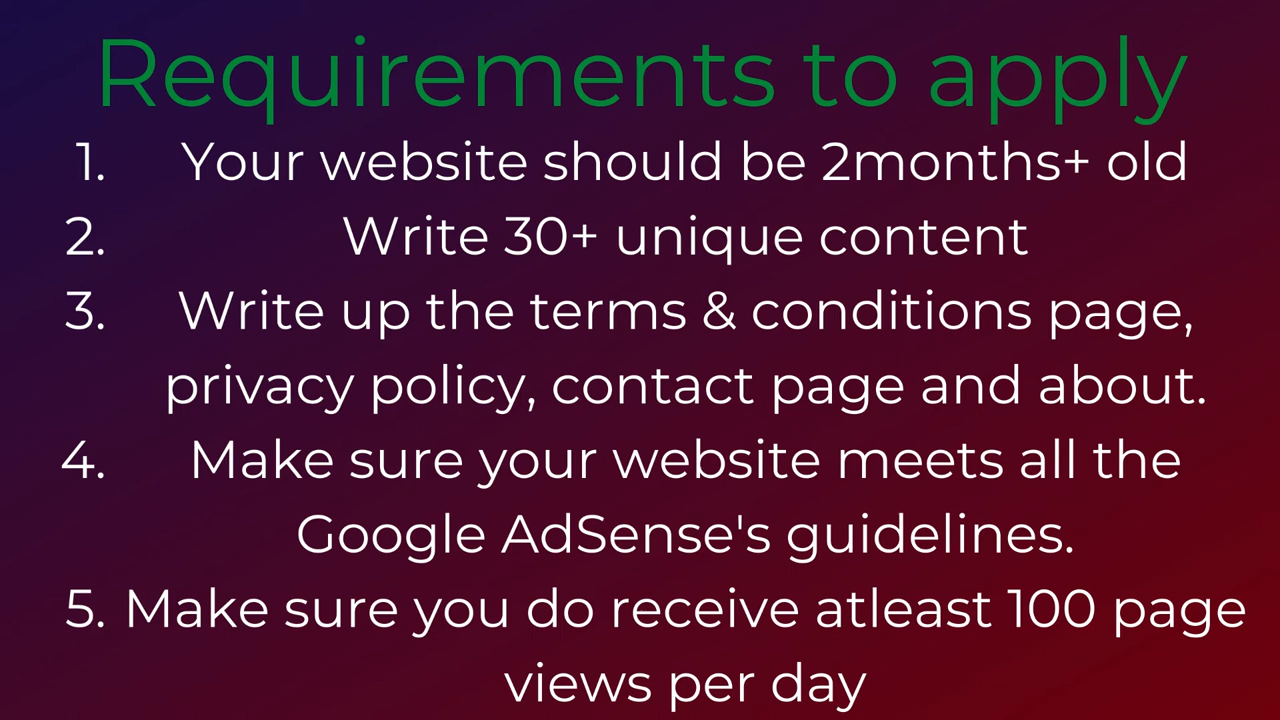 Requirements to apply
1. Your website should be 2months+ old
2. Write 30+ unique content
3. Write up the terms & conditions page,
privacy policy, contact page and about.
4. Make sure your website meets all the
Google AdSense's guidelines.
5. Make sure you do receive atleast 100 page
views per day